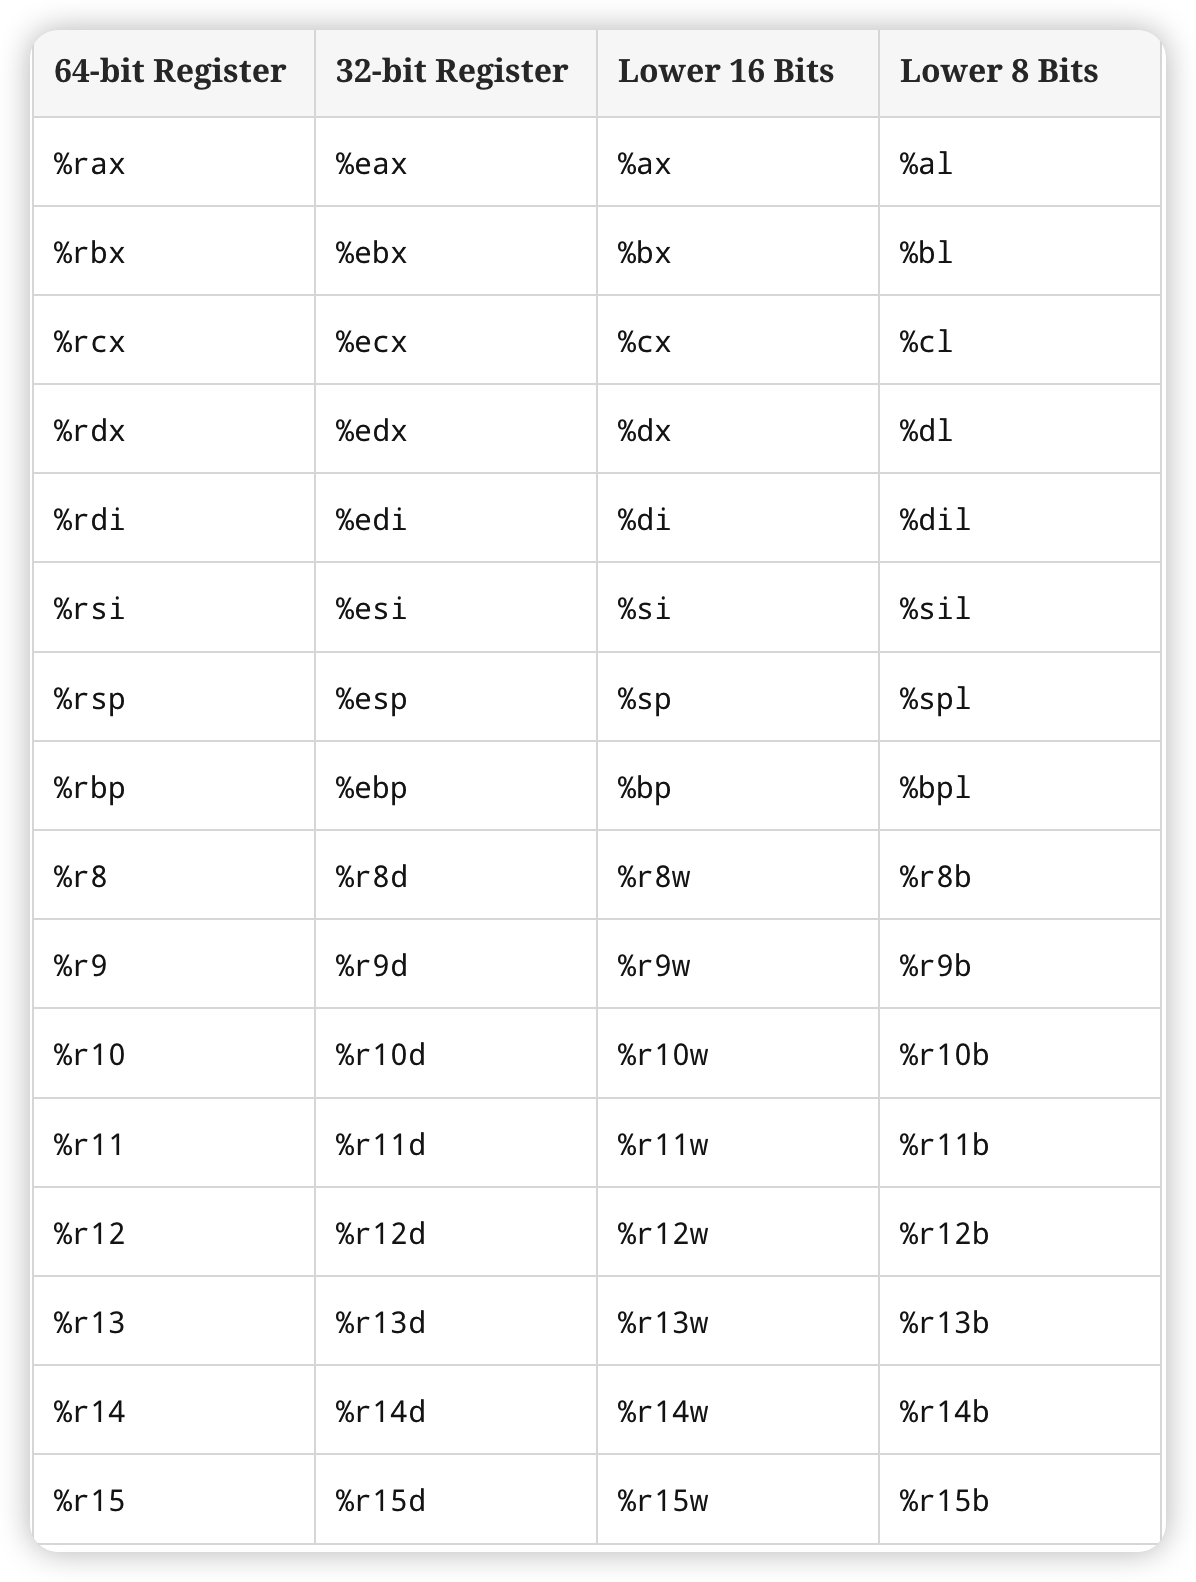 64-bit Register 32-bit Register Lower 16 Bits Lower 8 Bits
%rax %eax %ax %al
%rbx %ebx %bx %bl
%rcx %ecx %cx %cl
%rdx %edx %dx %dl
%rdi %edi %di %dil
%rsi %esi %si %sil
%rsp %esp %sp %spl
%rbp %ebp %bp %bpl
%r8 %r8d %r8w %r8b
%r9 %r9d %r9w %r9b
%r10 %r10d %r10w %r10b
%r11 %r11d %r11w %r11b
%r12 %r12d %r12w %r12b
%r13 %r13d %r13w %r13b
%r14 %r14d %r14w %r14b
%r15 %r15d %r15w %r15b